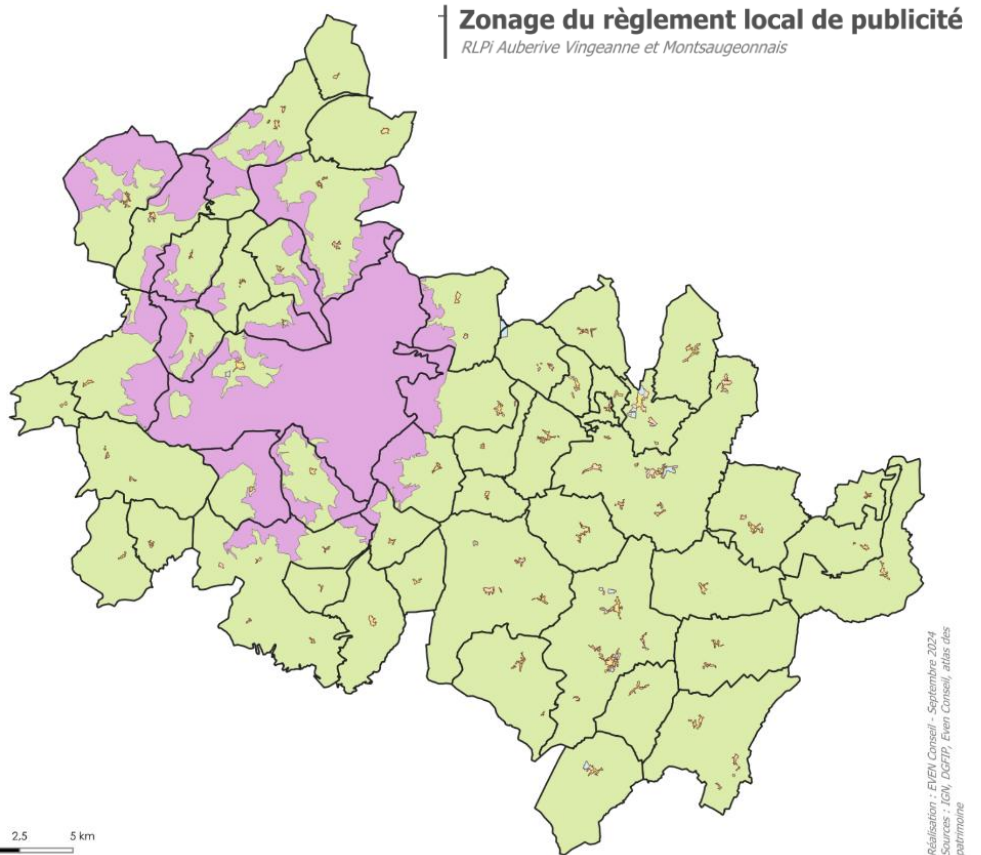 Zonage du règlement local de publicité
RLPi Auberive Vingeanne et Montsaugeonnais
2,5 5 km
Réalisation : EVEN Conseil - Septembre 2024
Sources : IGN, DGFIP, Even Conseil, atlas des
patrimoine